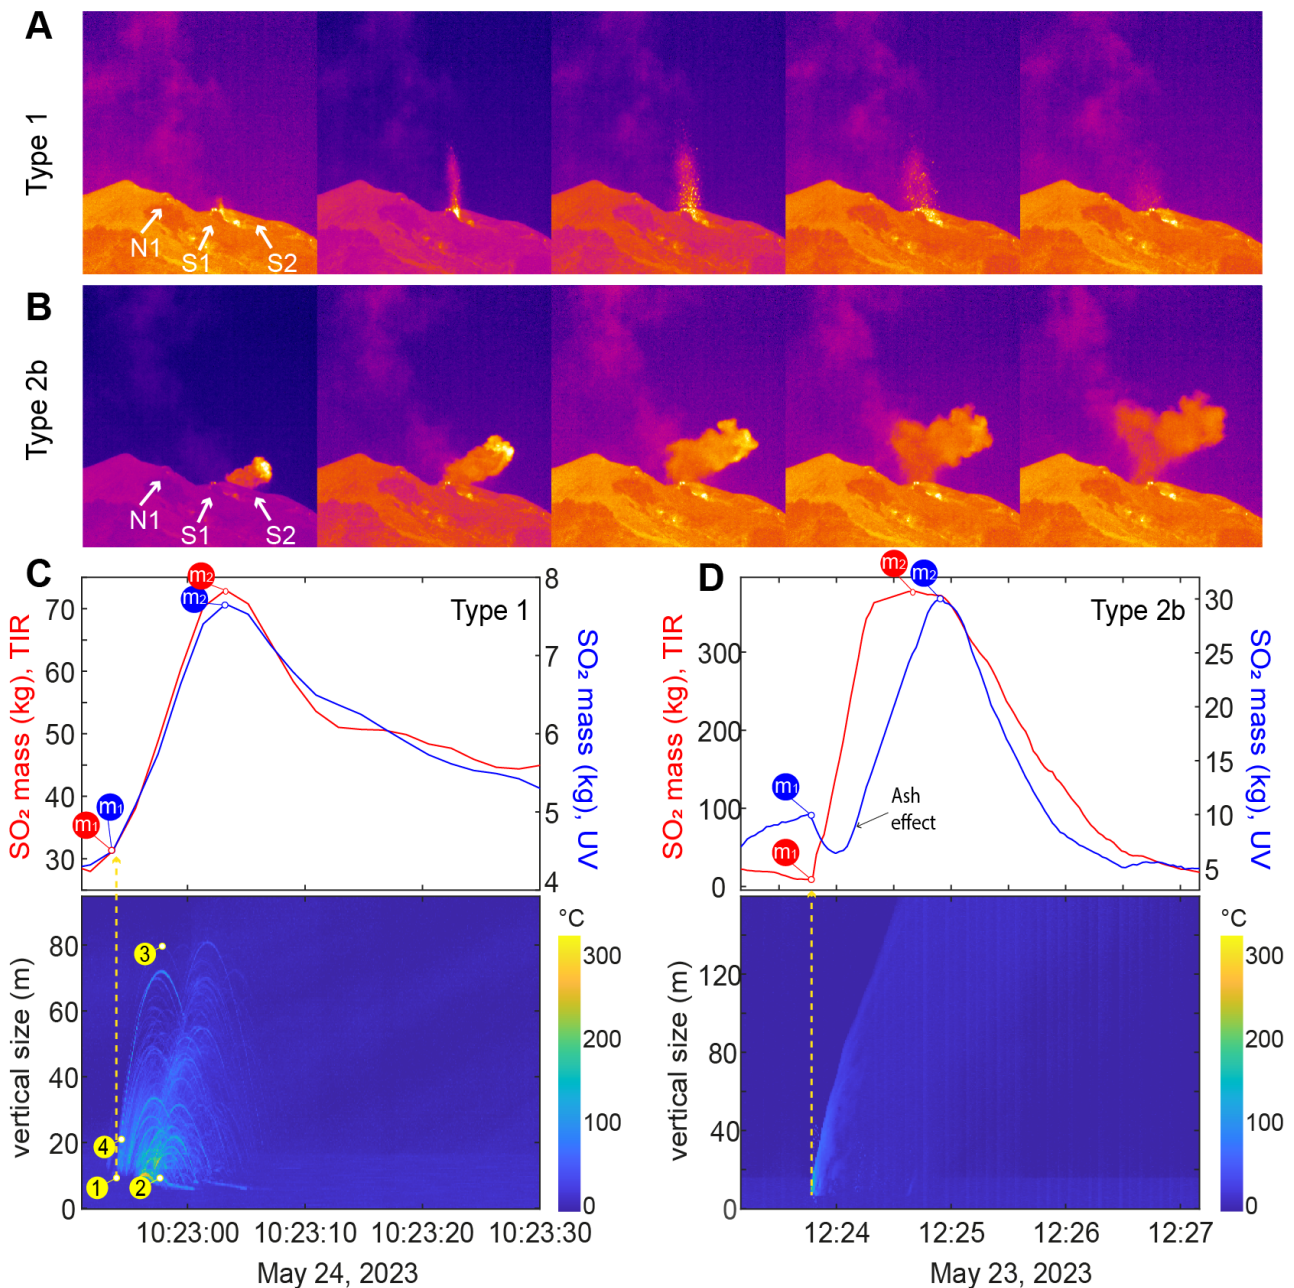 A
Type 1
N1
S1
S2
B
Type 2b
N1
S1
S2
C
m₂
m₂
Type 1
8
7
6
5
4
70
60
50
40
30
SO₂ mass (kg), TIR
SO₂ mass (kg), UV
m₁
m₁
D
m₂
m₂
Type 2b
30
25
20
15
10
5
300
200
100
0
SO₂ mass (kg), TIR
SO₂ mass (kg), UV
m₁
m₁
Ash
effect
80
60
40
20
0
vertical size (m)
3
4
1
2
°C
300
200
100
0
10:23:00
10:23:10
10:23:20
10:23:30
May 24, 2023
120
80
40
0
vertical size (m)
°C
300
200
100
0
12:24
12:25
12:26
12:27
May 23, 2023